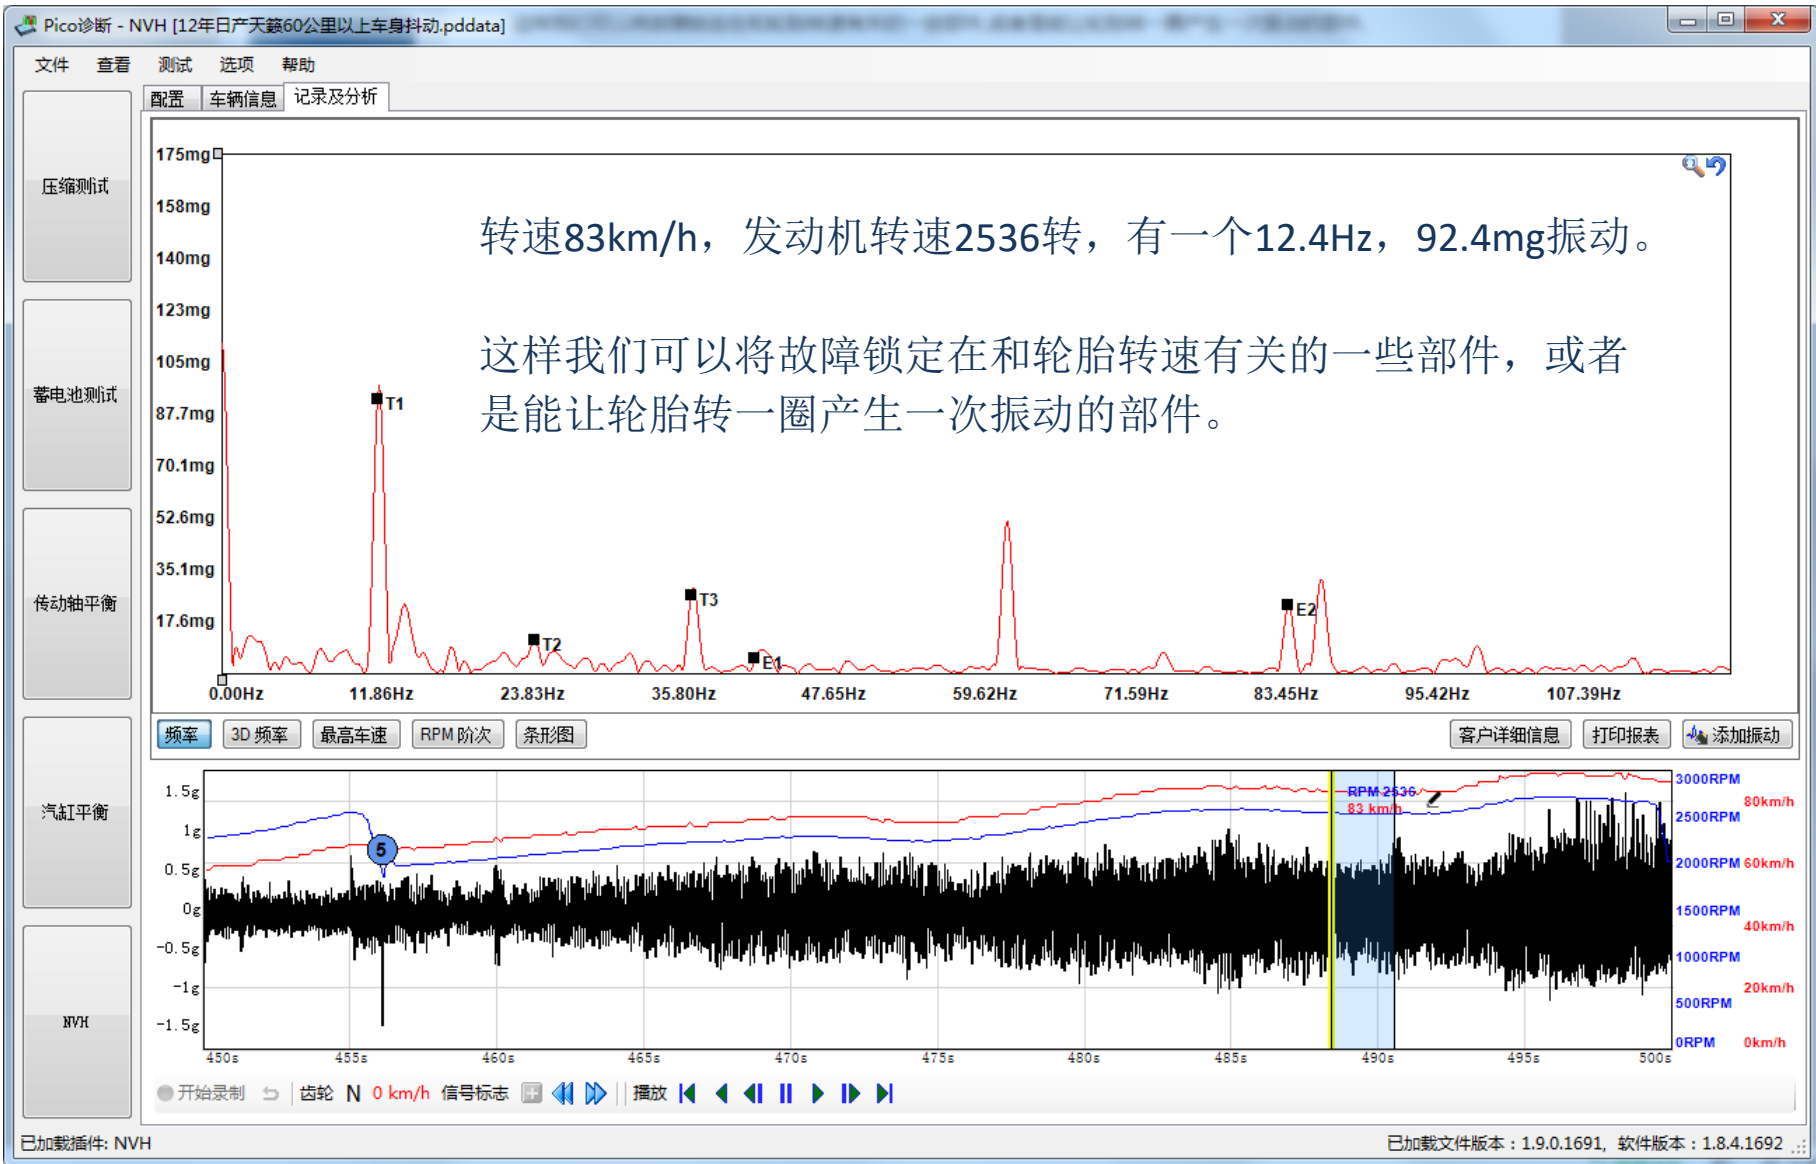 Pico诊断 - NVH [12年日产天籁60公里以上车身抖动.pddata]
文件 查看 测试 选项 帮助
配置 车辆信息 记录及分析
压缩测试
蓄电池测试
传动轴平衡
汽缸平衡
NVH
175mg
158mg
140mg
123mg
105mg
87.7mg
70.1mg
52.6mg
35.1mg
17.6mg
转速83km/h，发动机转速2536转，有一个12.4Hz，92.4mg振动。
这样我们可以将故障锁定在和轮胎转速有关的一些部件，或者
是能让轮胎转一圈产生一次振动的部件。
T1
T2
T3
E1
E2
0.00Hz 11.86Hz 23.83Hz 35.80Hz 47.65Hz 59.62Hz 71.59Hz 83.45Hz 95.42Hz 107.39Hz
频率 3D 频率 最高车速 RPM 阶次 条形图 客户详细信息 打印报表 添加振动
1.5g
1g
0.5g
0g
-0.5g
-1g
-1.5g
5
RPM 2536
83 km/h
3000RPM
80km/h
2500RPM
2000RPM 60km/h
1500RPM
40km/h
1000RPM
20km/h
500RPM
0RPM 0km/h
450s 455s 460s 465s 470s 475s 480s 485s 490s 495s 500s
开始录制 齿轮 N 0 km/h 信号标志 播放
已加载插件: NVH
已加载文件版本：1.9.0.1691, 软件版本：1.8.4.1692